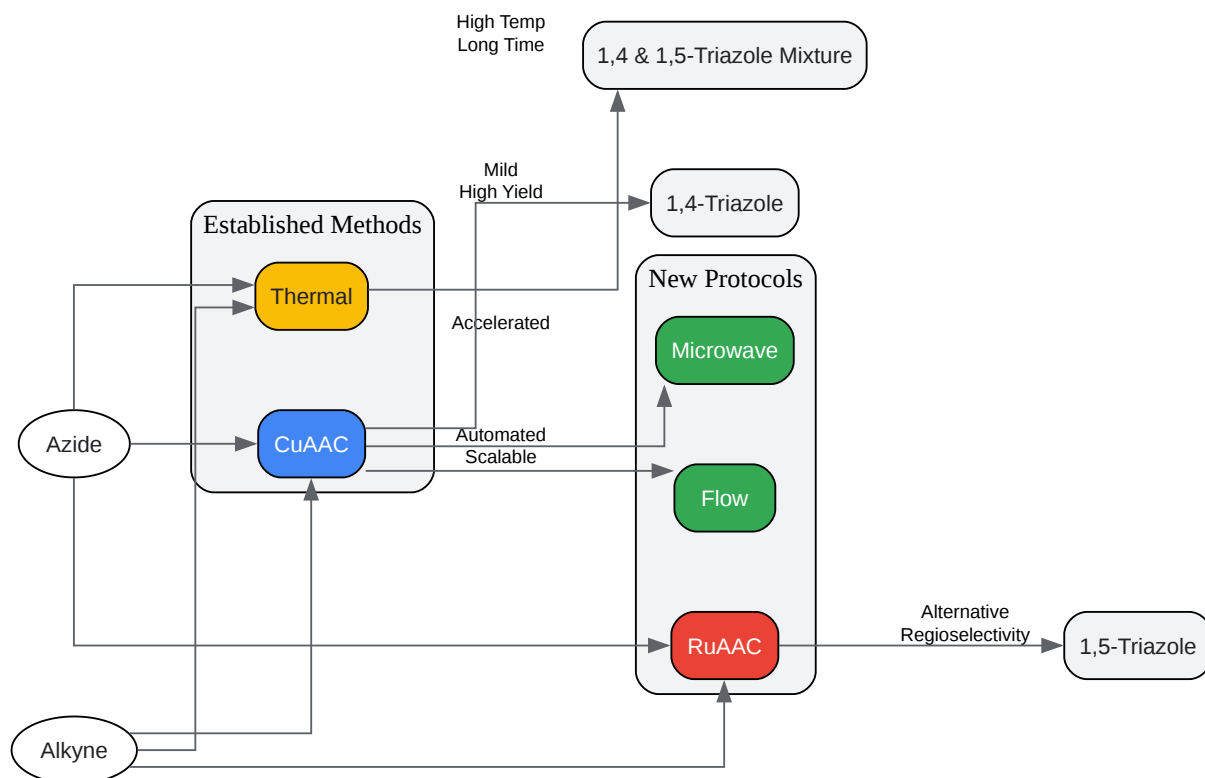 High Temp
Long Time
1,4 & 1,5-Triazole Mixture
Mild
High Yield
1,4-Triazole
Established Methods
Thermal
New Protocols
Accelerated
Microwave
Azide
CuAAC
Automated
Scalable
Flow
Alternative
Regioselectivity
RuAAC
1,5-Triazole
Alkyne